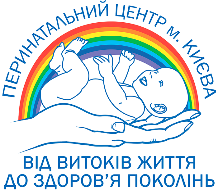 ПЕРИНАТАЛЬНИЙ ЦЕНТР м. КИЄВА
ВІД ВИТОКІВ ЖИТТЯ
ДО ЗДОРОВ'Я ПОКОЛІНЬ